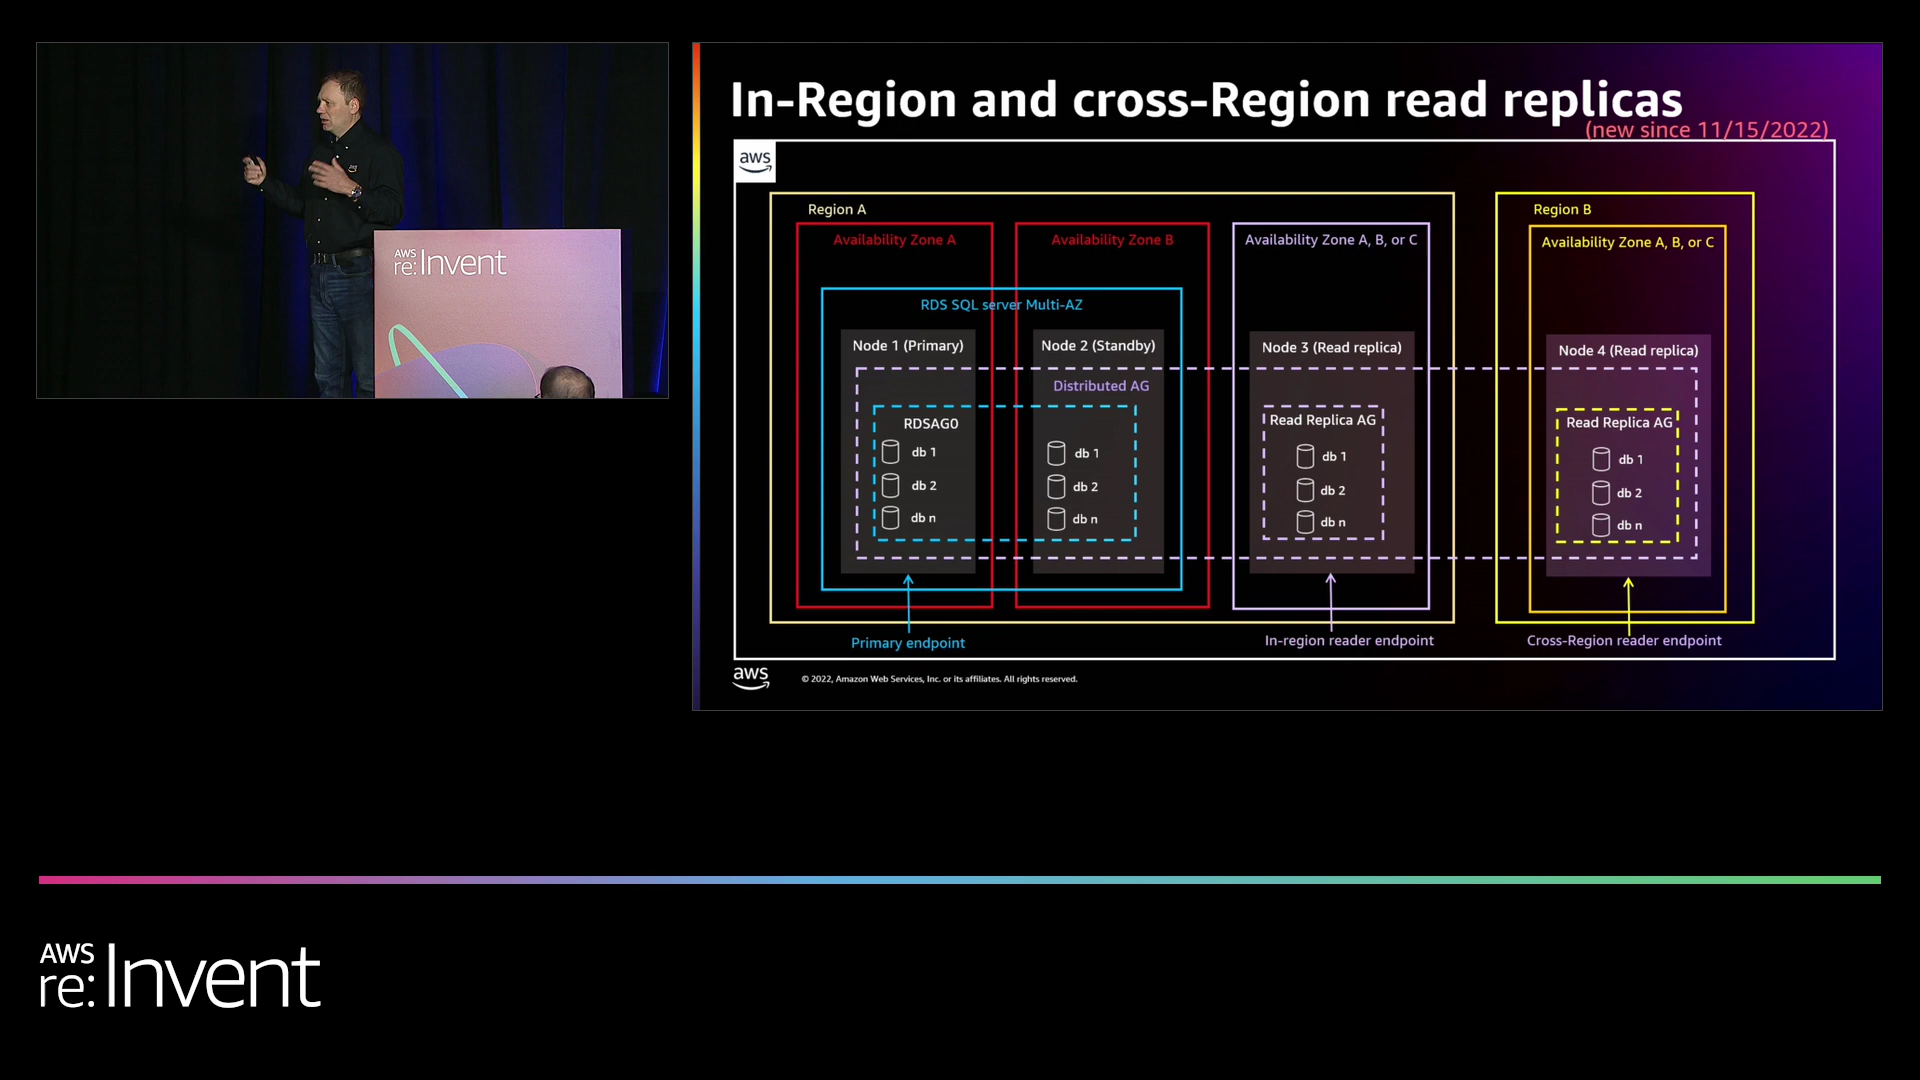 AWS
re:Invent
In-Region and cross-Region read replicas
(new since 11/15/2022)
aws
Region A
Region B
Availability Zone A
Availability Zone B
Availability Zone A, B, or C
Availability Zone A, B, or C
RDS SQL server Multi-AZ
Node 1 (Primary)
Node 2 (Standby)
Node 3 (Read replica)
Node 4 (Read replica)
Distributed AG
RDSAG0
db 1
db 2
db n
db 1
db 2
db n
Read Replica AG
db 1
db 2
db n
Read Replica AG
db 1
db 2
db n
Primary endpoint
In-region reader endpoint
Cross-Region reader endpoint
aws
© 2022, Amazon Web Services, Inc. or its affiliates. All rights reserved.
AWS
re:Invent